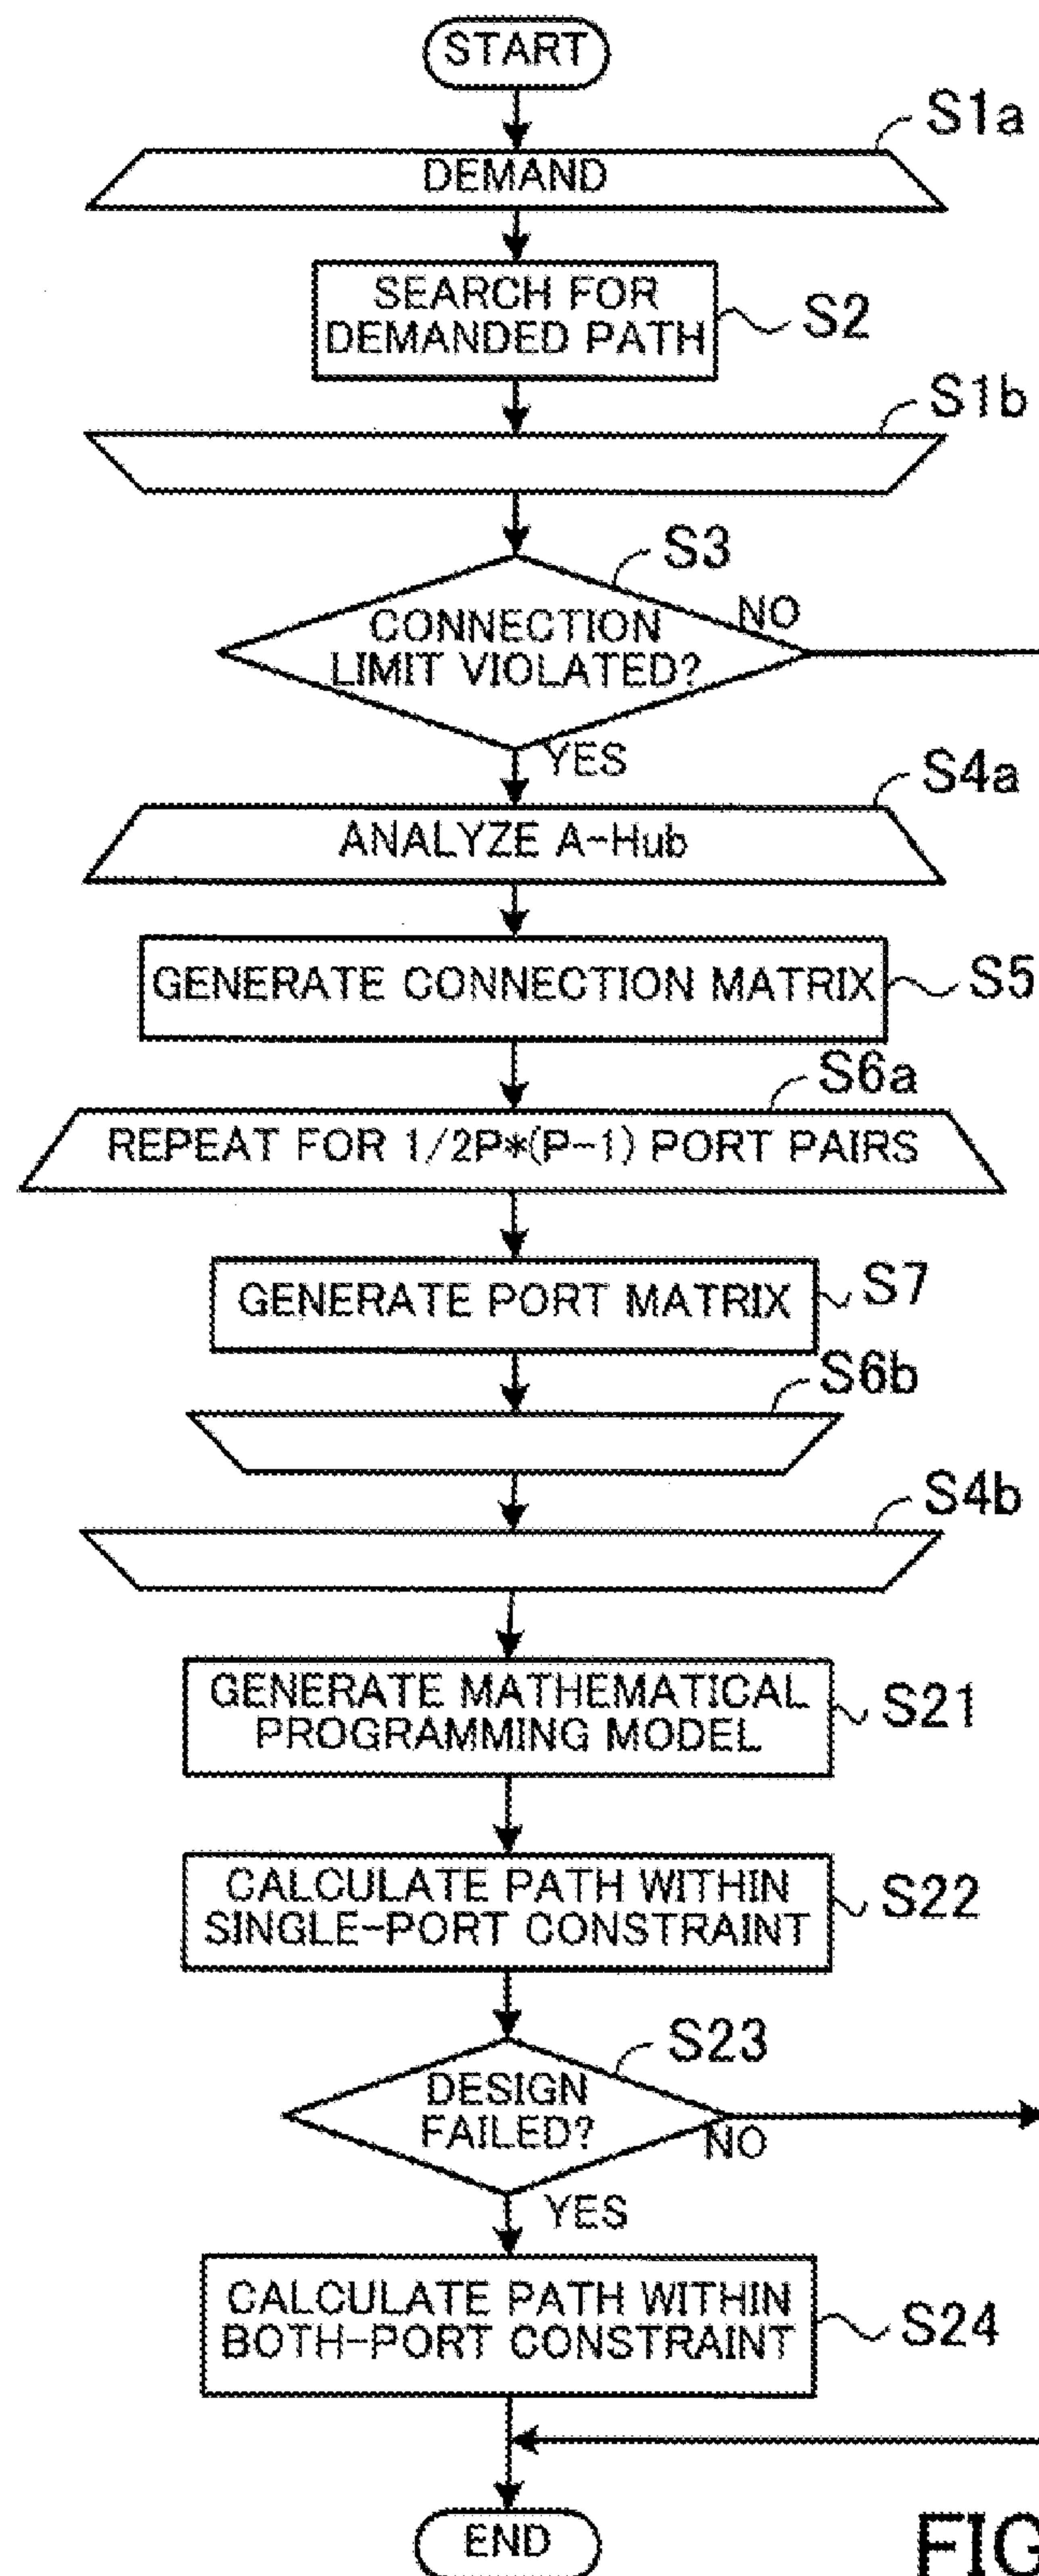 START
S1a
DEMAND
SEARCH FOR
DEMANDED PATH
S2
S1b
S3
NO
CONNECTION
LIMIT VIOLATED?
YES
S4a
ANALYZE A-Hub
GENERATE CONNECTION MATRIX
S5
S6a
REPEAT FOR 1/2P*(P-1) PORT PAIRS
GENERATE PORT MATRIX
S7
S6b
S4b
GENERATE MATHEMATICAL
PROGRAMMING MODEL
S21
CALCULATE PATH WITHIN
SINGLE-PORT CONSTRAINT
S22
S23
DESIGN
FAILED?
NO
YES
CALCULATE PATH WITHIN
BOTH-PORT CONSTRAINT
S24
END
FIG